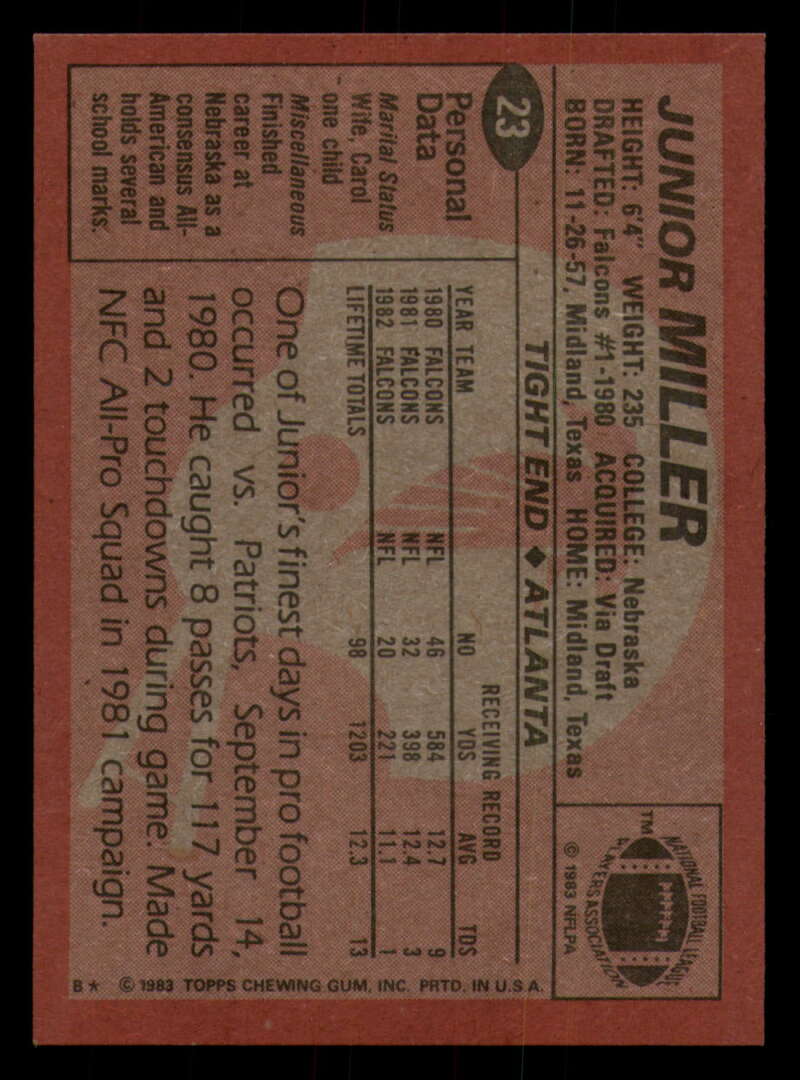 JUNIOR MILLER
HEIGHT: 6'4" WEIGHT: 235 COLLEGE: Nebraska
DRAFTED: Falcons #1-1980 ACQUIRED: Via Draft
BORN: 11-26-57, Midland, Texas HOME: Midland, Texas
NATIONAL FOOTBALL LEAGUE
PLAYERS ASSOCIATION
TM
© 1983 NFLPA
23
TIGHT END ♦ ATLANTA
Personal
Data
Marital Status
Wife, Carol
one child
Miscellaneous
Finished
career at
Nebraska as a
consensus All-
American and
holds several
school marks.
RECEIVING RECORD
YEAR TEAM NO YDS AVG TDS
1980 FALCONS NFL 46 584 12.7 9
1981 FALCONS NFL 32 398 12.4 3
1982 FALCONS NFL 20 221 11.1 1
LIFETIME TOTALS 98 1203 12.3 13
One of Junior's finest days in pro football
occurred vs. Patriots, September 14,
1980. He caught 8 passes for 117 yards
and 2 touchdowns during game. Made
NFC All-Pro Squad in 1981 campaign.
B* © 1983 TOPPS CHEWING GUM, INC. PRTD. IN U.S.A.